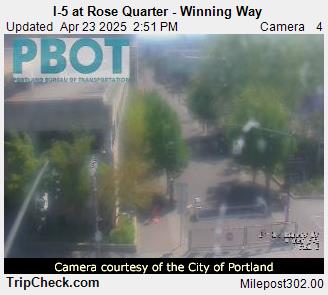 I-5 at Rose Quarter - Winning Way
Updated Apr 23 2025 2:51 PM Camera 4
PBOT
PORTLAND BUREAU OF TRANSPORTATION
Camera courtesy of the City of Portland
TripCheck.com Milepost302.00